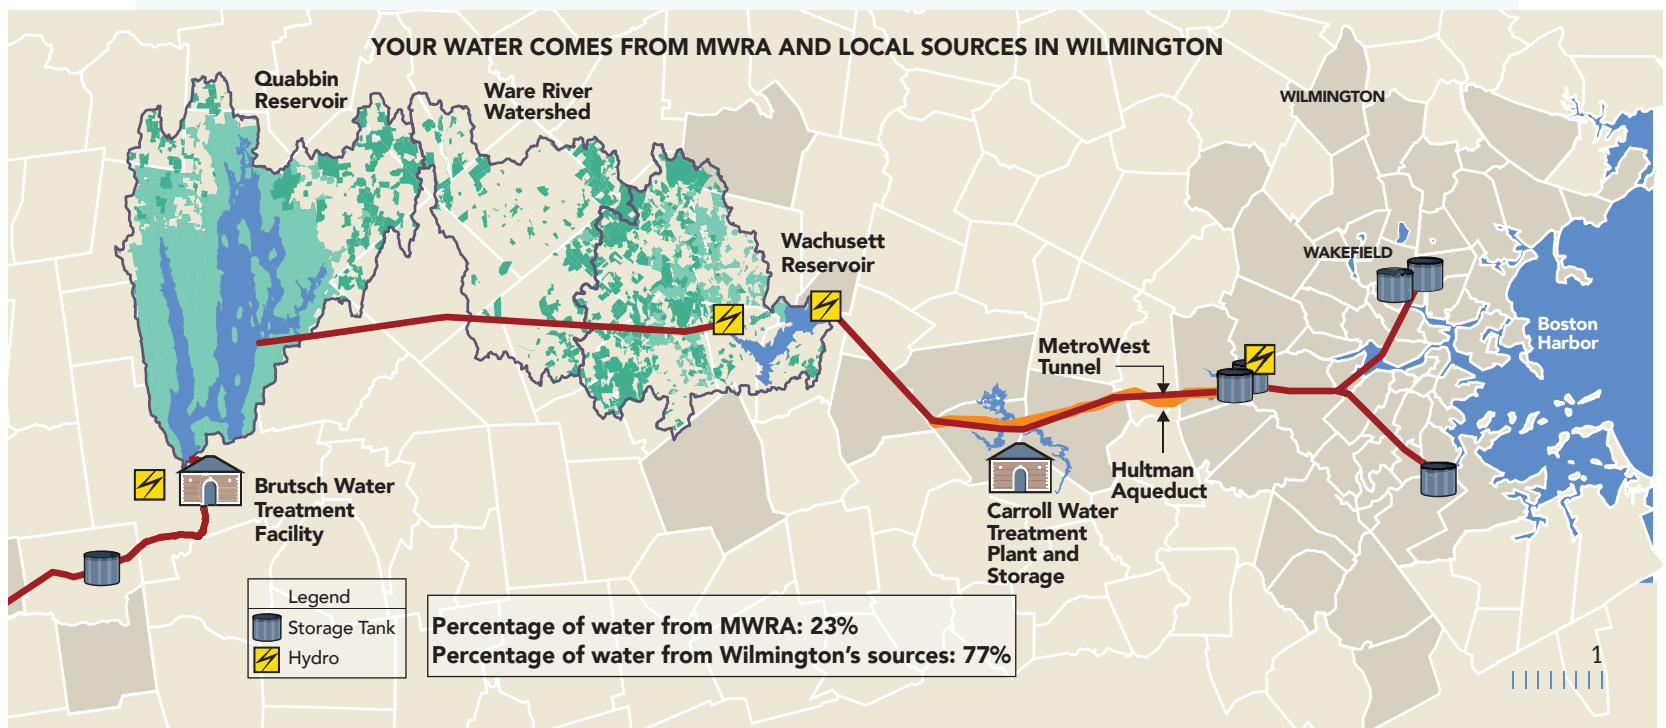 YOUR WATER COMES FROM MWRA AND LOCAL SOURCES IN WILMINGTON
Quabbin
Reservoir
Ware River
Watershed
WILMINGTON
Wachusett
Reservoir
WAKEFIELD
Boston
Harbor
MetroWest
Tunnel
Hultman
Aqueduct
Brutsch Water
Treatment
Facility
Carroll Water
Treatment
Plant and
Storage
Legend
Storage Tank
Hydro
Percentage of water from MWRA: 23%
Percentage of water from Wilmington’s sources: 77%
1